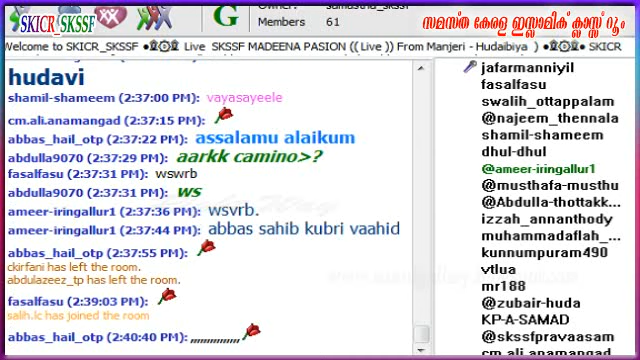 SKICR_SKSSF
G
Owner: samastha_skssf
Members 61
സമസ്ത കേരള ഇസ്ലാമിക് ക്ലാസ്സ് റൂം
Welcome to SKICR_SKSSF Live SKSSF MADEENA PASION (( Live )) From Manjeri - Hudaibiya SKICR
hudavi
shamil-shameem (2:37:00 PM): vayasayeele
cm.ali.anamangad (2:37:15 PM):
abbas_hail_otp (2:37:22 PM): assalamu alaikum
abdulla9070 (2:37:29 PM): aarkk camino>?
fasalfasu (2:37:31 PM): wswrb
abdulla9070 (2:37:31 PM): ws
ameer-iringallur1 (2:37:36 PM): wsvrb.
ameer-iringallur1 (2:37:44 PM): abbas sahib kubri vaahid
abbas_hail_otp (2:37:55 PM):
ckirfani has left the room.
abdulazeez_tp has left the room.
fasalfasu (2:39:03 PM):
salih.lc has joined the room
abbas_hail_otp (2:40:40 PM): ,,,,,,,,,,,,,,
jafarmanniyil
fasalfasu
swalih_ottappalam
@najeem_thennala
shamil-shameem
dhul-dhul
@ameer-iringallur1
@musthafa-musthu
@Abdulla-thottakk...
izzah_annanthody
muhammadaflah_...
kunnumpuram490
vtlua
mr188
@zubair-huda
KP-A-SAMAD
@skssfpravaasam
cm.ali.anamangad